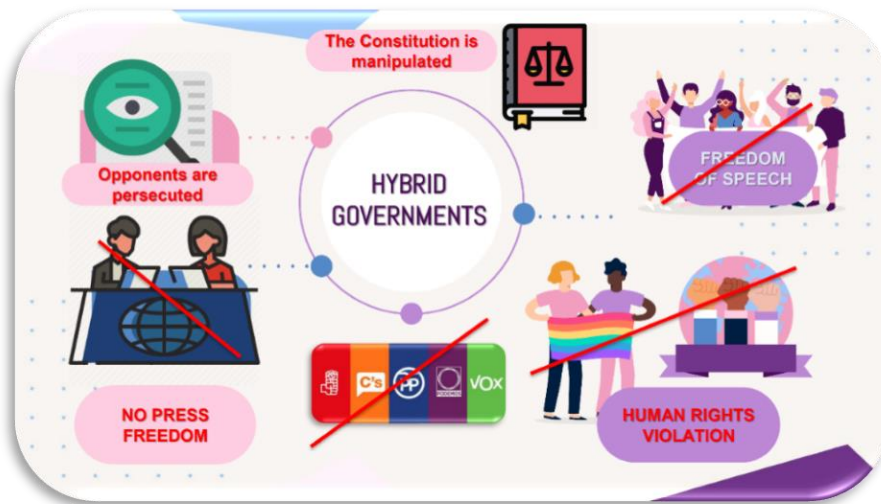 The Constitution is
manipulated
Opponents are
persecuted
HYBRID
GOVERNMENTS
FREEDOM
OF SPEECH
C's
PP
PODEMOS
VOX
NO PRESS
FREEDOM
HUMAN RIGHTS
VIOLATION